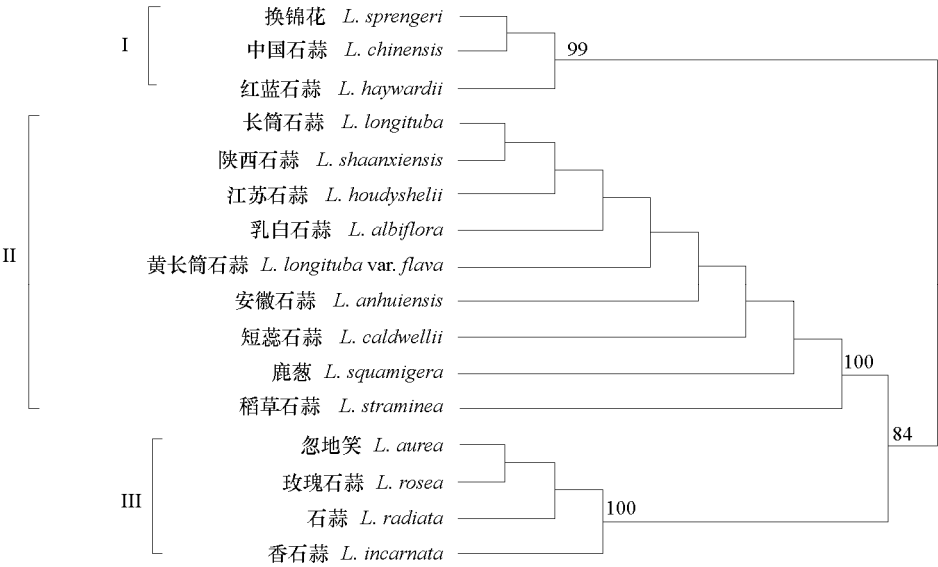 换锦花 L. sprengeri
I 中国石蒜 L. chinensis 99
红蓝石蒜 L. haywardii
长筒石蒜 L. longituba
陕西石蒜 L. shaanxiensis
江苏石蒜 L. houdyshelii
乳白石蒜 L. albiflora
II
黄长筒石蒜 L. longituba var. flava
安徽石蒜 L. anhuiensis
短蕊石蒜 L. caldwellii
鹿葱 L. squamigera 100
稻草石蒜 L. straminea
84
忽地笑 L. aurea
玫瑰石蒜 L. rosea
III
石蒜 L. radiata 100
香石蒜 L. incarnata